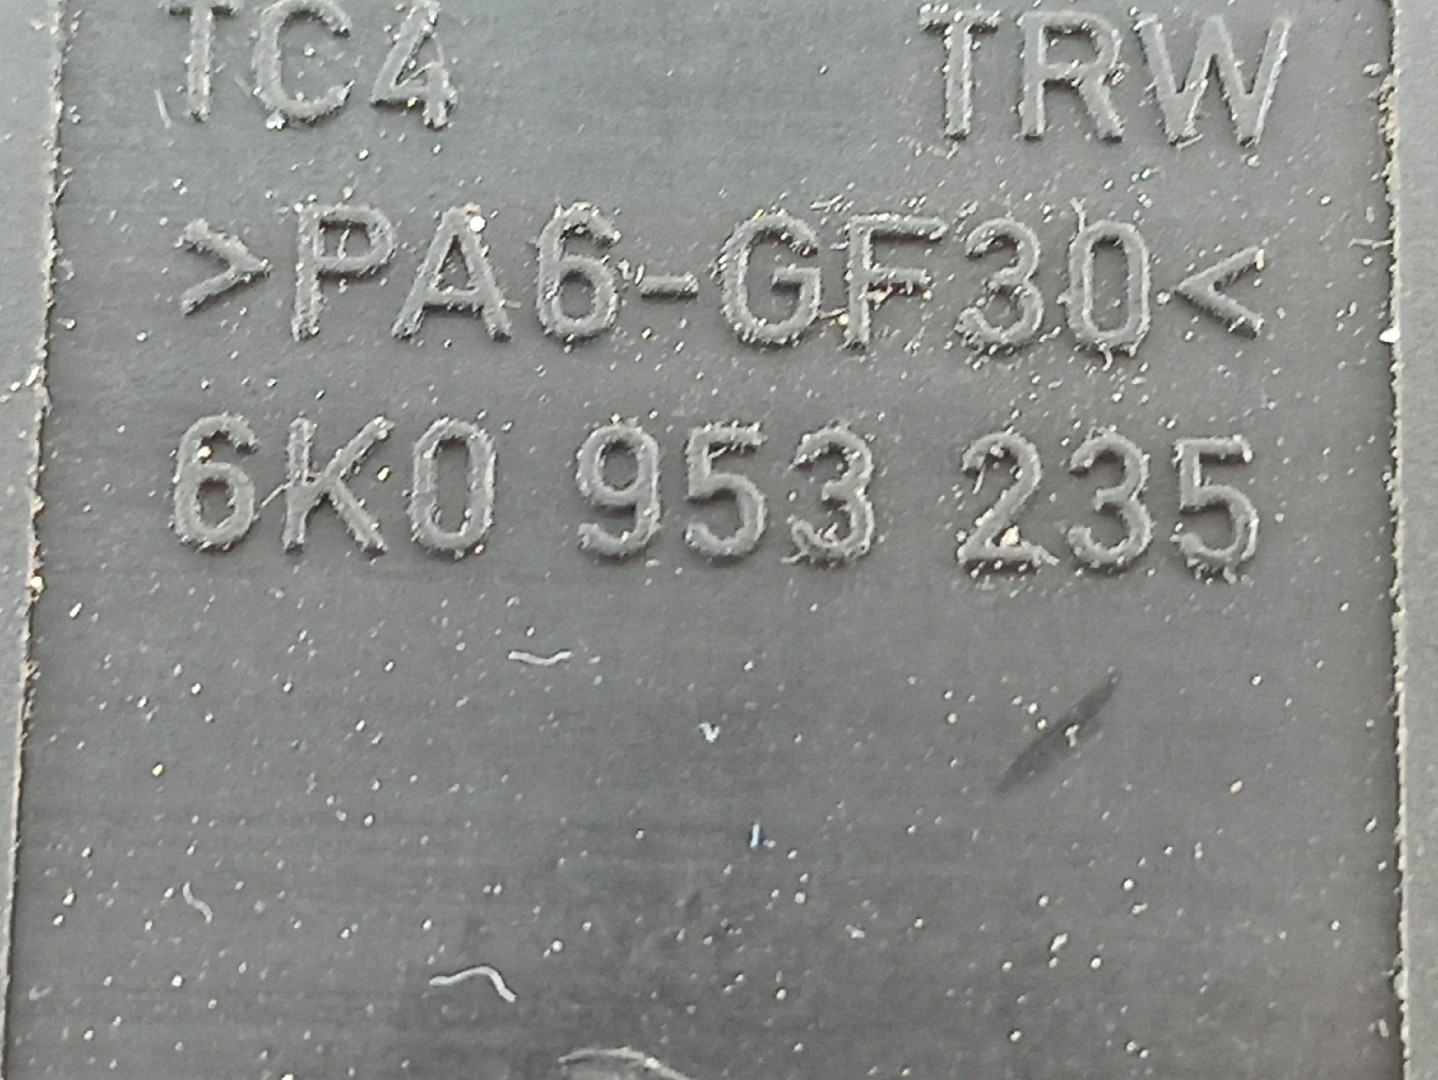 TC4 TRW
>PA6-GF30<
6K0 953 235